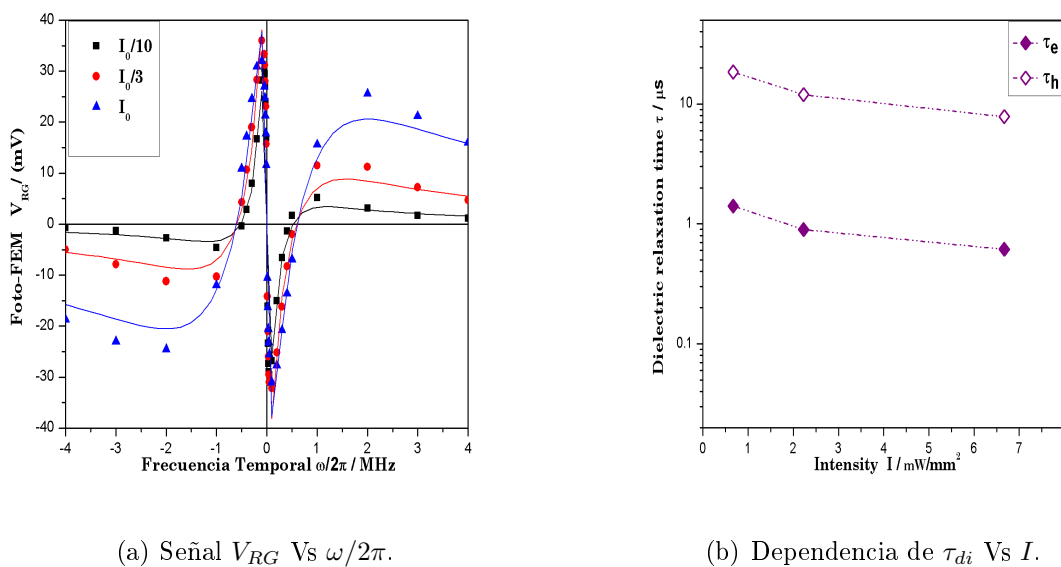 I₀/10
I₀/3
I₀
40
30
20
10
0
-10
-20
-30
-40
-4
-3
-2
-1
0
1
2
3
4
Foto-FEM V_RG / (mV)
Frecuencia Temporal ω/2π / MHz
(a) Señal V_RG Vs ω/2π.
τe
τh
10
1
0.1
0
1
2
3
4
5
6
7
Dielectric relaxation time τ / μs
Intensity I / mW/mm²
(b) Dependencia de τ_di Vs I.